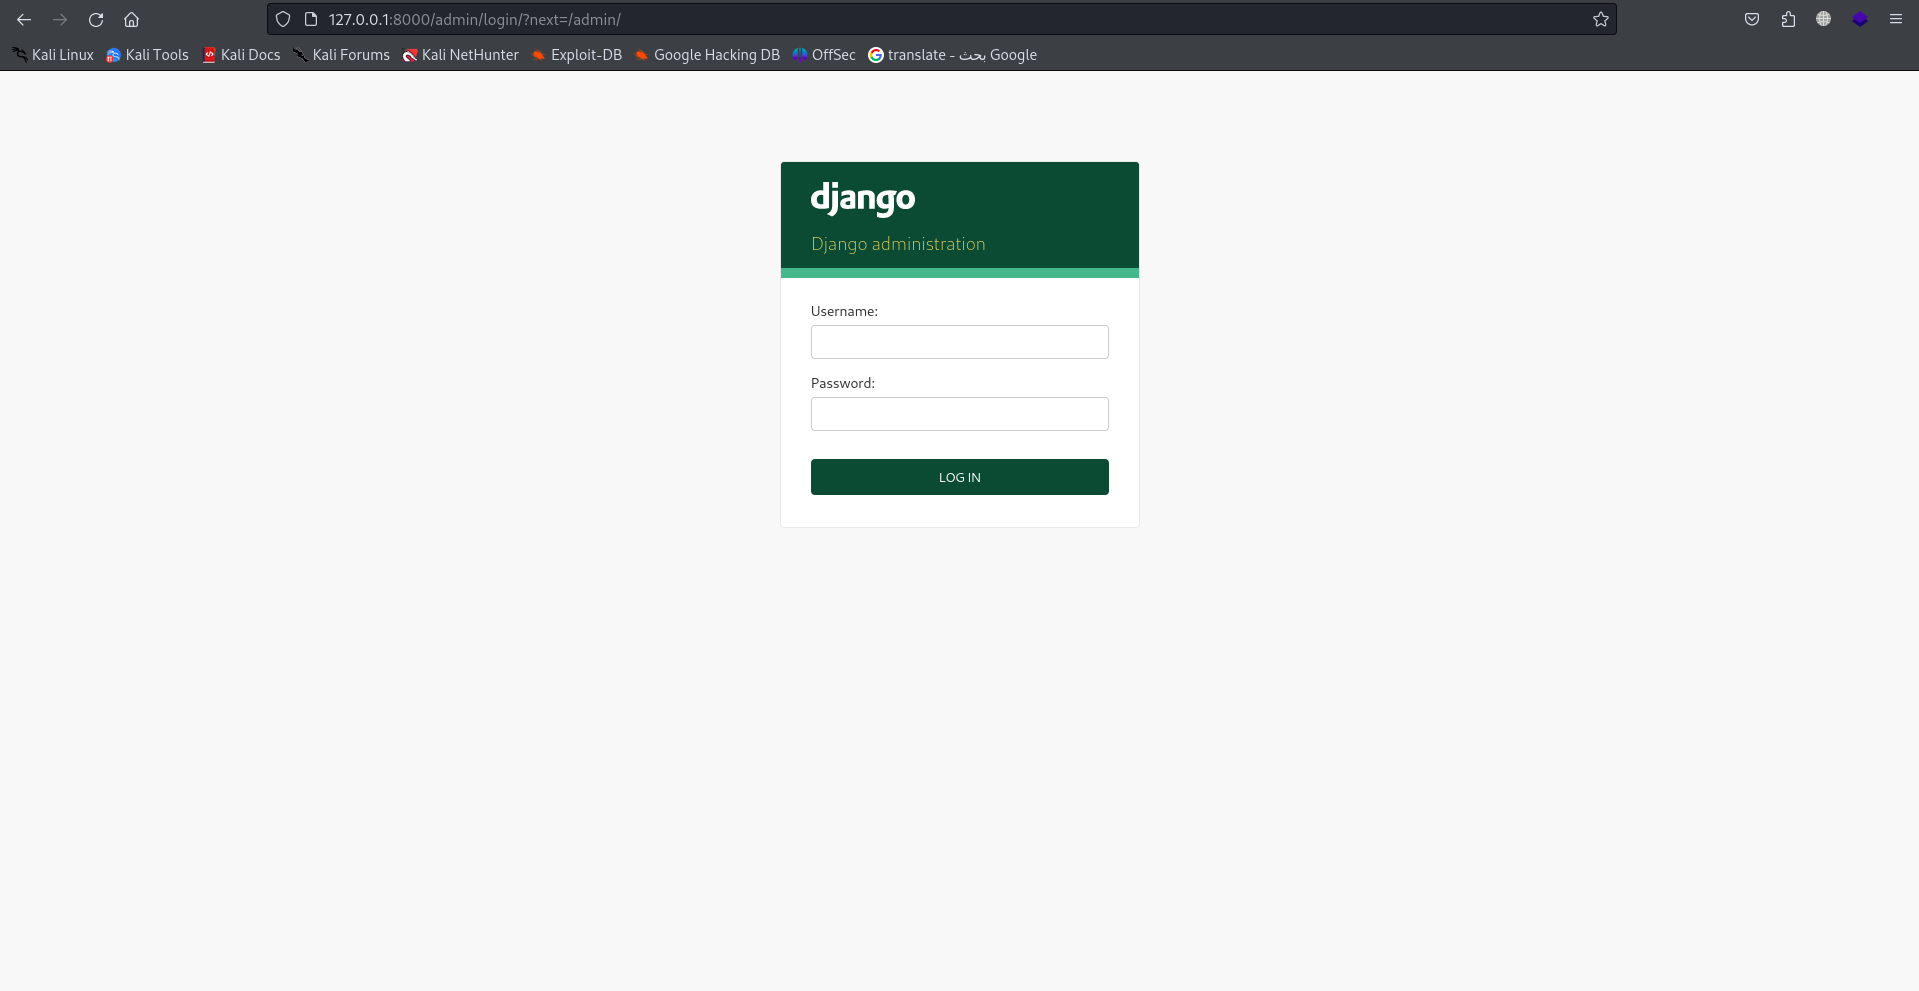 127.0.0.1:8000/admin/login/?next=/admin/
Kali Linux Kali Tools Kali Docs Kali Forums Kali NetHunter Exploit-DB Google Hacking DB OffSec translate - بحث Google
django
Django administration
Username:
Password:
LOG IN